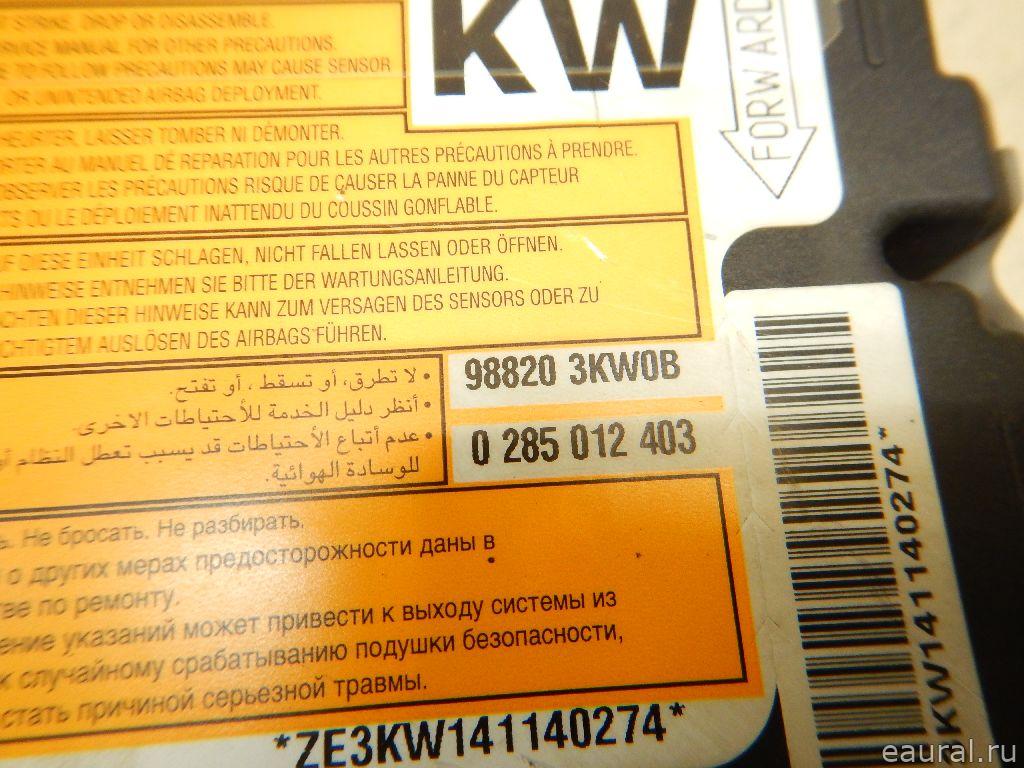 STRIKE, DROP OR DISASSEMBLE.
SERVICE MANUAL FOR OTHER PRECAUTIONS.
TO FOLLOW PRECAUTIONS MAY CAUSE SENSOR
OR UNINTENDED AIRBAG DEPLOYMENT.
KW
FORWARD
HEURTER, LAISSER TOMBER NI DÉMONTER.
AU MANUEL DE REPARATION POUR LES AUTRES PRÉCAUTIONS À PRENDRE.
OBSERVER LES PRÉCAUTIONS RISQUE DE CAUSER LA PANNE DU CAPTEUR
OU LE DÉPLOIEMENT INATTENDU DU COUSSIN GONFLABLE.
DIESE EINHEIT SCHLAGEN, NICHT FALLEN LASSEN ODER ÖFFNEN.
HINWEISE ENTNEHMEN SIE BITTE DER WARTUNGSANLEITUNG.
DIESER HINWEISE KANN ZUM VERSAGEN DES SENSORS ODER ZU
AUSLÖSEN DES AIRBAGS FÜHREN.
• لا تطرق، أو تسقط ، أو تفتح.
• أنظر دليل الخدمة للأحتياطات الاخرى.
• عدم أتباع الأحتياطات قد يسبب تعطل النظام
للوسادة الهوائية.
98820 3KW0B
0 285 012 403
Не бросать. Не разбирать.
о других мерах предосторожности даны в
по ремонту.
указаний может привести к выходу системы из
к случайному срабатыванию подушки безопасности,
стать причиной серьезной травмы.
*ZE3KW141140274*
3KW141140274*
eaural.ru